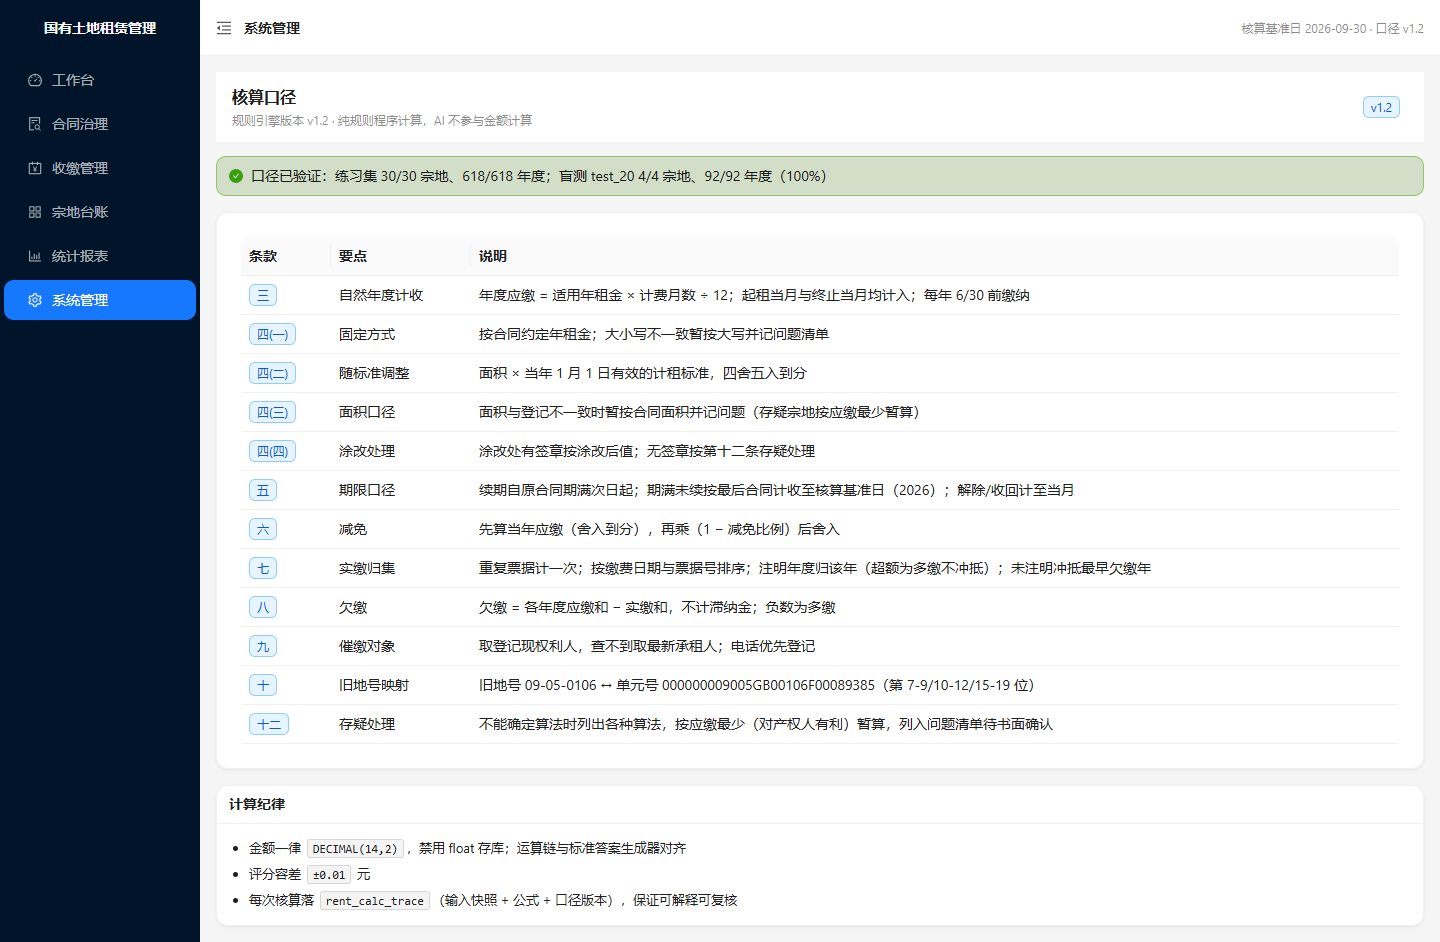 国有土地租赁管理
工作台
合同治理
收缴管理
宗地台账
统计报表
系统管理
系统管理
核算基准日 2026-09-30 · 口径 v1.2
核算口径
规则引擎版本 v1.2 · 纯规则程序计算，AI 不参与金额计算
v1.2
口径已验证：练习集 30/30 宗地、618/618 年度；盲测 test_20 4/4 宗地、92/92 年度（100%）
条款 要点 说明
三 自然年度计收 年度应缴 = 适用年租金 × 计费月数 ÷ 12；起租当月与终止当月均计入；每年 6/30 前缴纳
四(一) 固定方式 按合同约定年租金；大小写不一致暂按大写并记问题清单
四(二) 随标准调整 面积 × 当年 1 月 1 日有效的计租标准，四舍五入到分
四(三) 面积口径 面积与登记不一致时暂按合同面积并记问题（存疑宗地按应缴最少暂算）
四(四) 涂改处理 涂改处有签章按涂改后值；无签章按第十二条存疑处理
五 期限口径 续期自原合同期满次日起；期满未续按最后合同计收至核算基准日（2026）；解除/收回计至当月
六 减免 先算当年应缴（舍入到分），再乘（1 − 减免比例）后舍入
七 实缴归集 重复票据计一次；按缴费日期与票据号排序；注明年度归该年（超额为多缴不冲抵）；未注明冲抵最早欠缴年
八 欠缴 欠缴 = 各年度应缴和 − 实缴和，不计滞纳金；负数为多缴
九 催缴对象 取登记现权利人，查不到取最新承租人；电话优先登记
十 旧地号映射 旧地号 09-05-0106 ↔ 单元号 000000009005GB00106F00089385（第 7-9/10-12/15-19 位）
十二 存疑处理 不能确定算法时列出各种算法，按应缴最少（对产权人有利）暂算，列入问题清单待书面确认
计算纪律
金额一律 DECIMAL(14,2) ，禁用 float 存库；运算链与标准答案生成器对齐
评分容差 ±0.01 元
每次核算落 rent_calc_trace （输入快照 + 公式 + 口径版本），保证可解释可复核